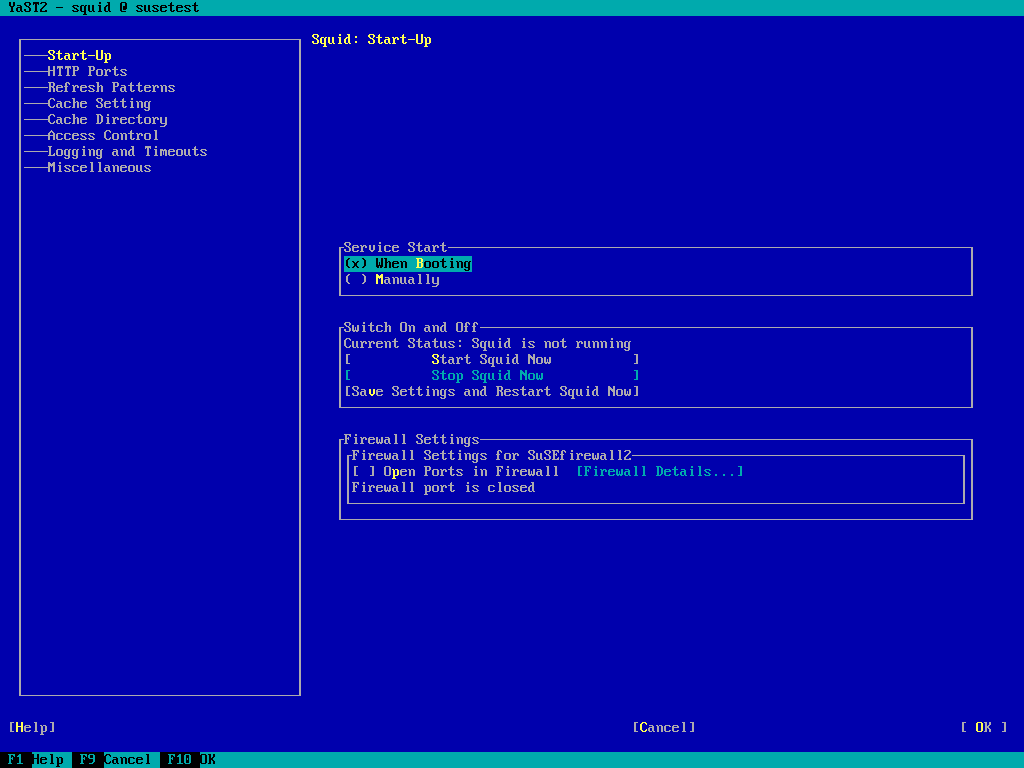 YaST2 - squid @ susetest
Squid: Start-Up
Start-Up
HTTP Ports
Refresh Patterns
Cache Setting
Cache Directory
Access Control
Logging and Timeouts
Miscellaneous
Service Start
(x) When Booting
( ) Manually
Switch On and Off
Current Status: Squid is not running
[ Start Squid Now ]
[ Stop Squid Now ]
[Save Settings and Restart Squid Now]
Firewall Settings
Firewall Settings for SuSEfirewall2
[ ] Open Ports in Firewall [Firewall Details...]
Firewall port is closed
[Help] [Cancel] [ OK ]
F1 Help F9 Cancel F10 OK